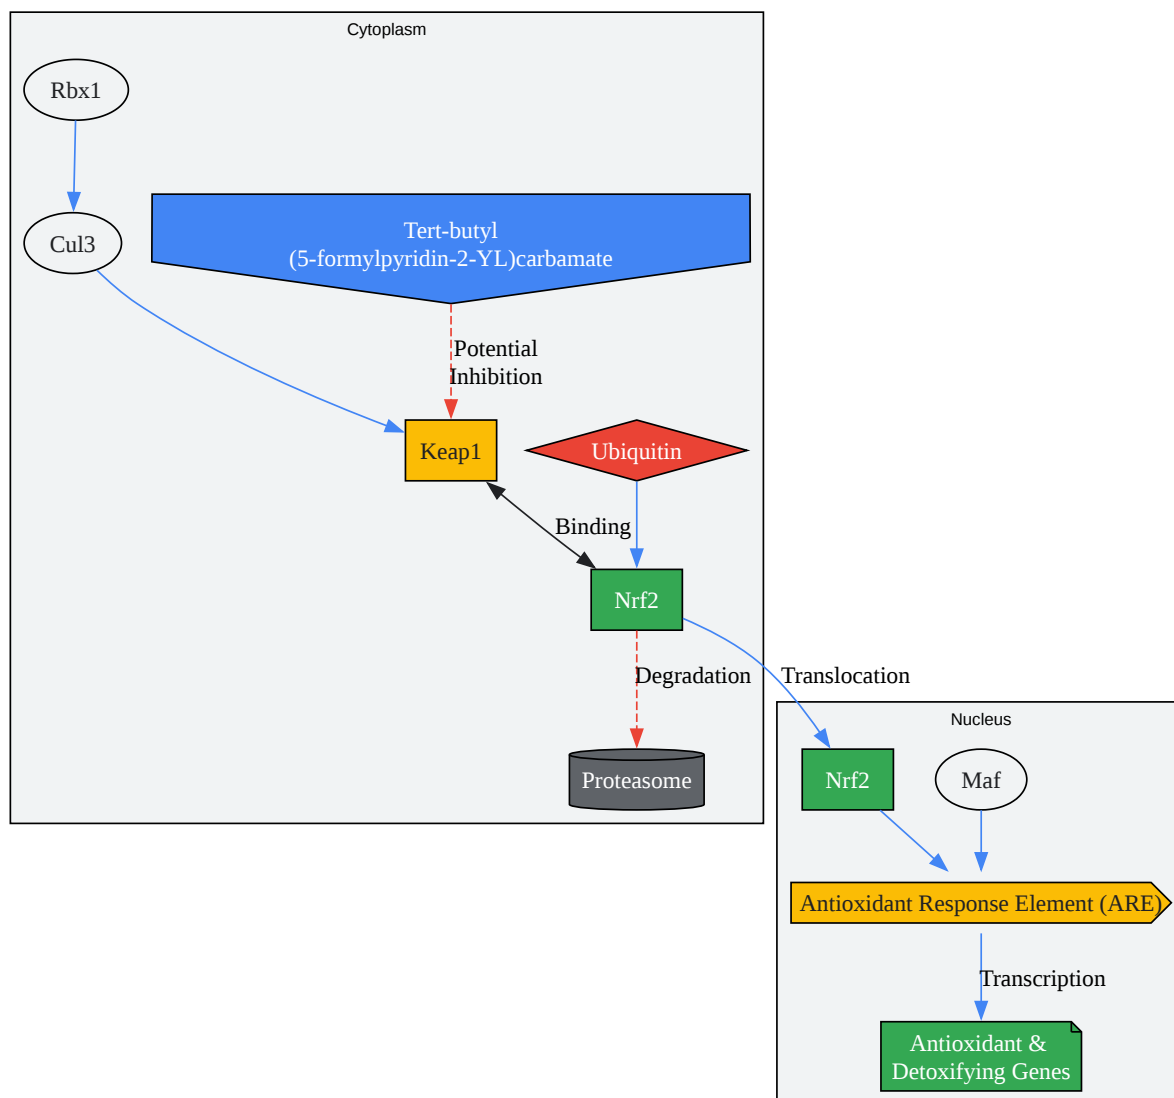 Cytoplasm
Rbx1
Cul3
Tert-butyl
(5-formylpyridin-2-YL)carbamate
Potential
Inhibition
Keap1
Ubiquitin
Binding
Nrf2
Degradation
Translocation
Proteasome
Nucleus
Nrf2
Maf
Antioxidant Response Element (ARE)
Transcription
Antioxidant &
Detoxifying Genes